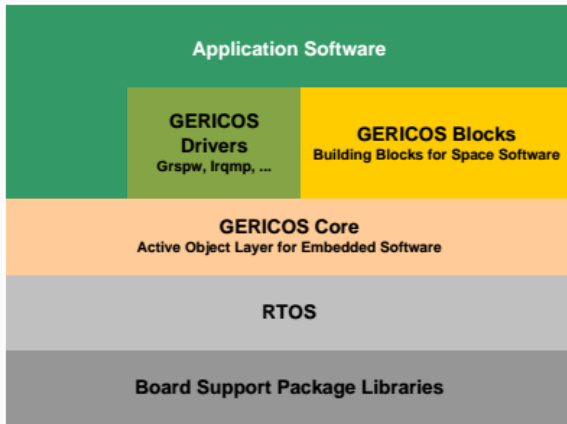 Application Software
GERICOS
Drivers
Grspw, Irqmp, ...
GERICOS Blocks
Building Blocks for Space Software
GERICOS Core
Active Object Layer for Embedded Software
RTOS
Board Support Package Libraries